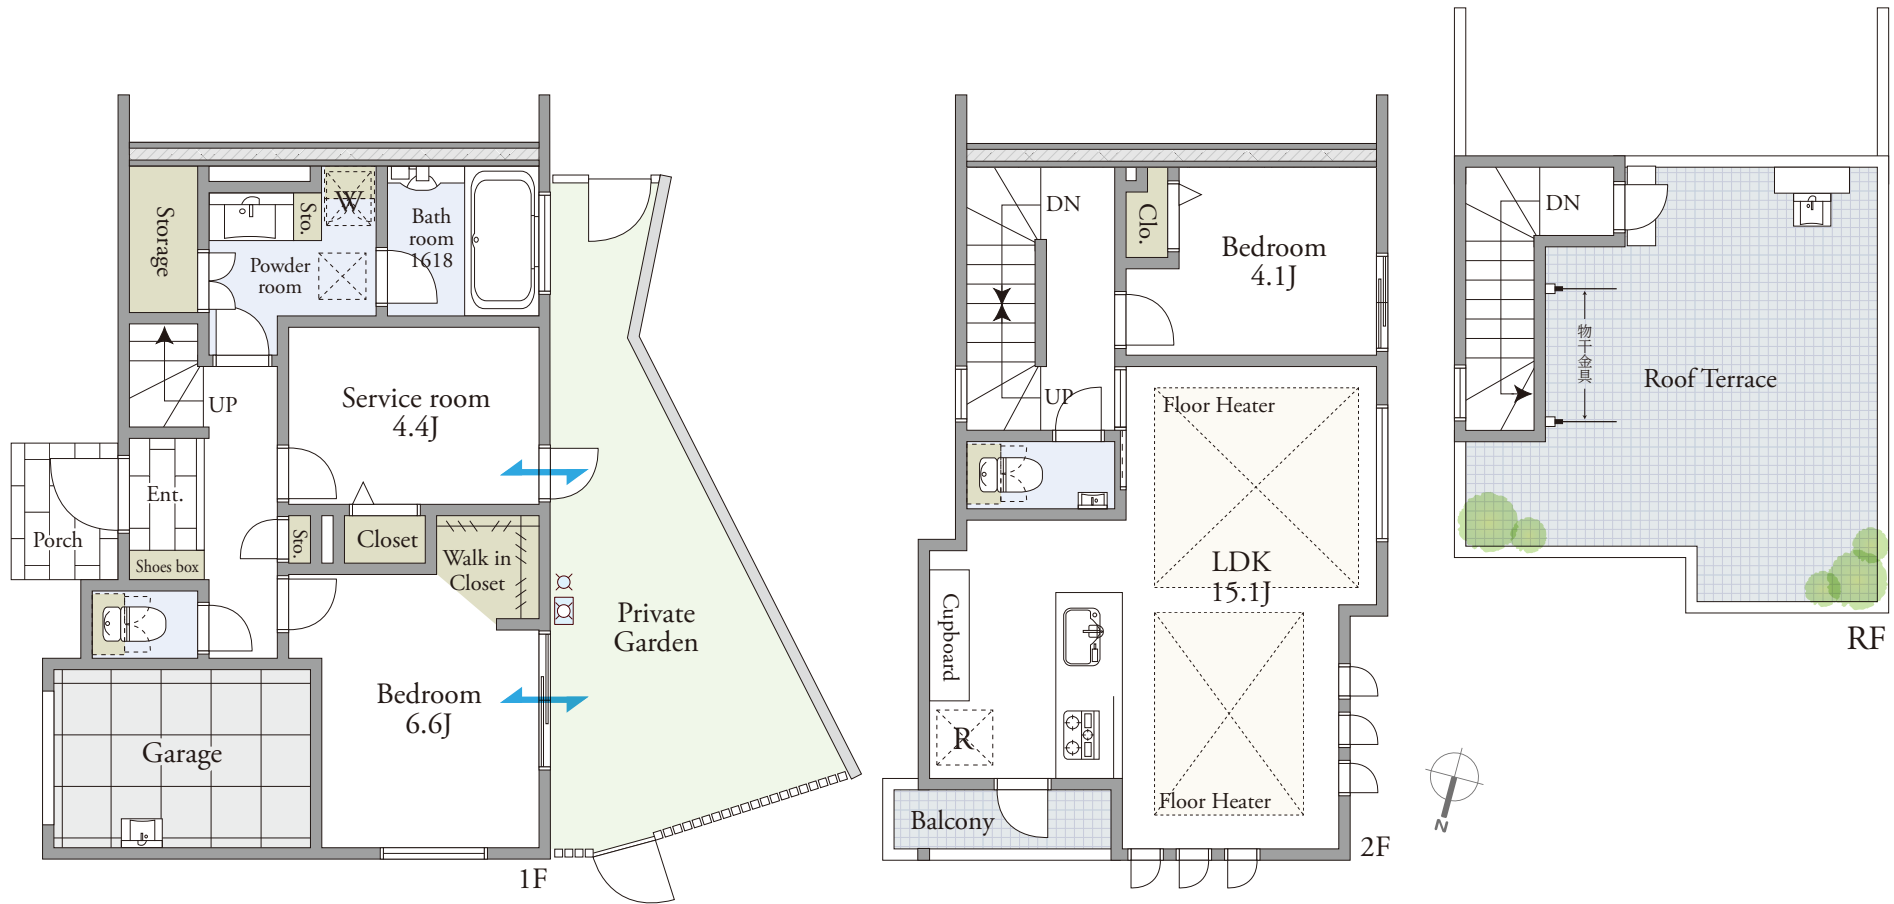 Storage
Sto.
W
Bath
room
1618
Powder
room
UP
Service room
4.4J
Ent.
Porch
Shoes box
Sto.
Closet
Walk in
Closet
Private
Garden
Bedroom
6.6J
Garage
1F
DN
Clo.
Bedroom
4.1J
UP
Floor Heater
LDK
15.1J
Cupboard
R
Floor Heater
Balcony
2F
DN
物干金具
Roof Terrace
RF
N